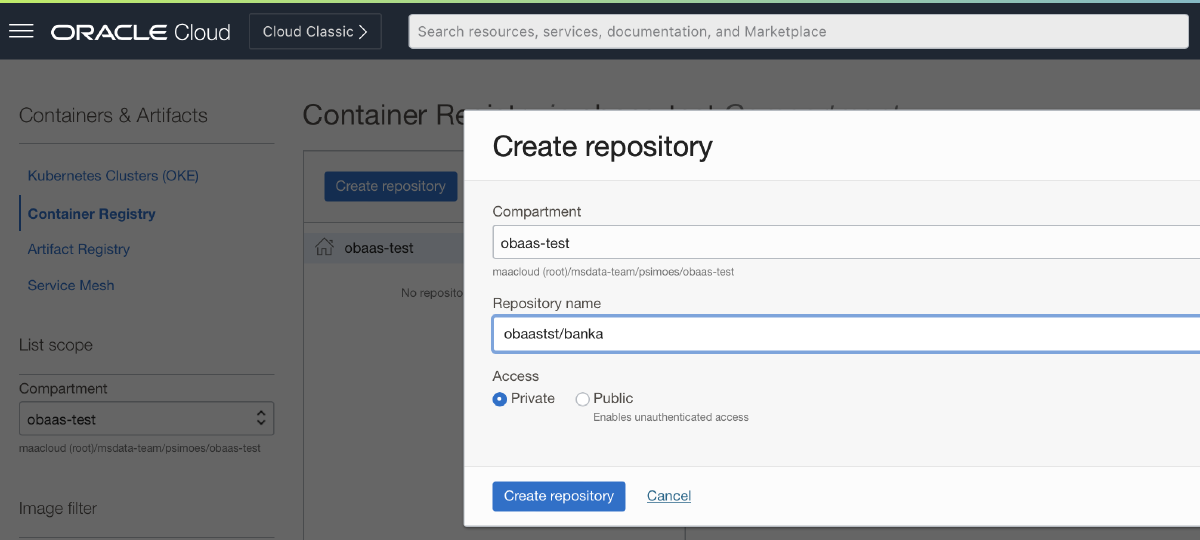 ORACLE Cloud
Cloud Classic
Search resources, services, documentation, and Marketplace
Containers & Artifacts
Kubernetes Clusters (OKE)
Container Registry
Artifact Registry
Service Mesh
List scope
Compartment
obaas-test
maacloud (root)/msdata-team/psimoes/obaas-test
Image filter
Container Re
Create repository
obaas-test
No reposito
Create repository
Compartment
obaas-test
maacloud (root)/msdata-team/psimoes/obaas-test
Repository name
obaastst/banka
Access
Private
Public
Enables unauthenticated access
Create repository
Cancel